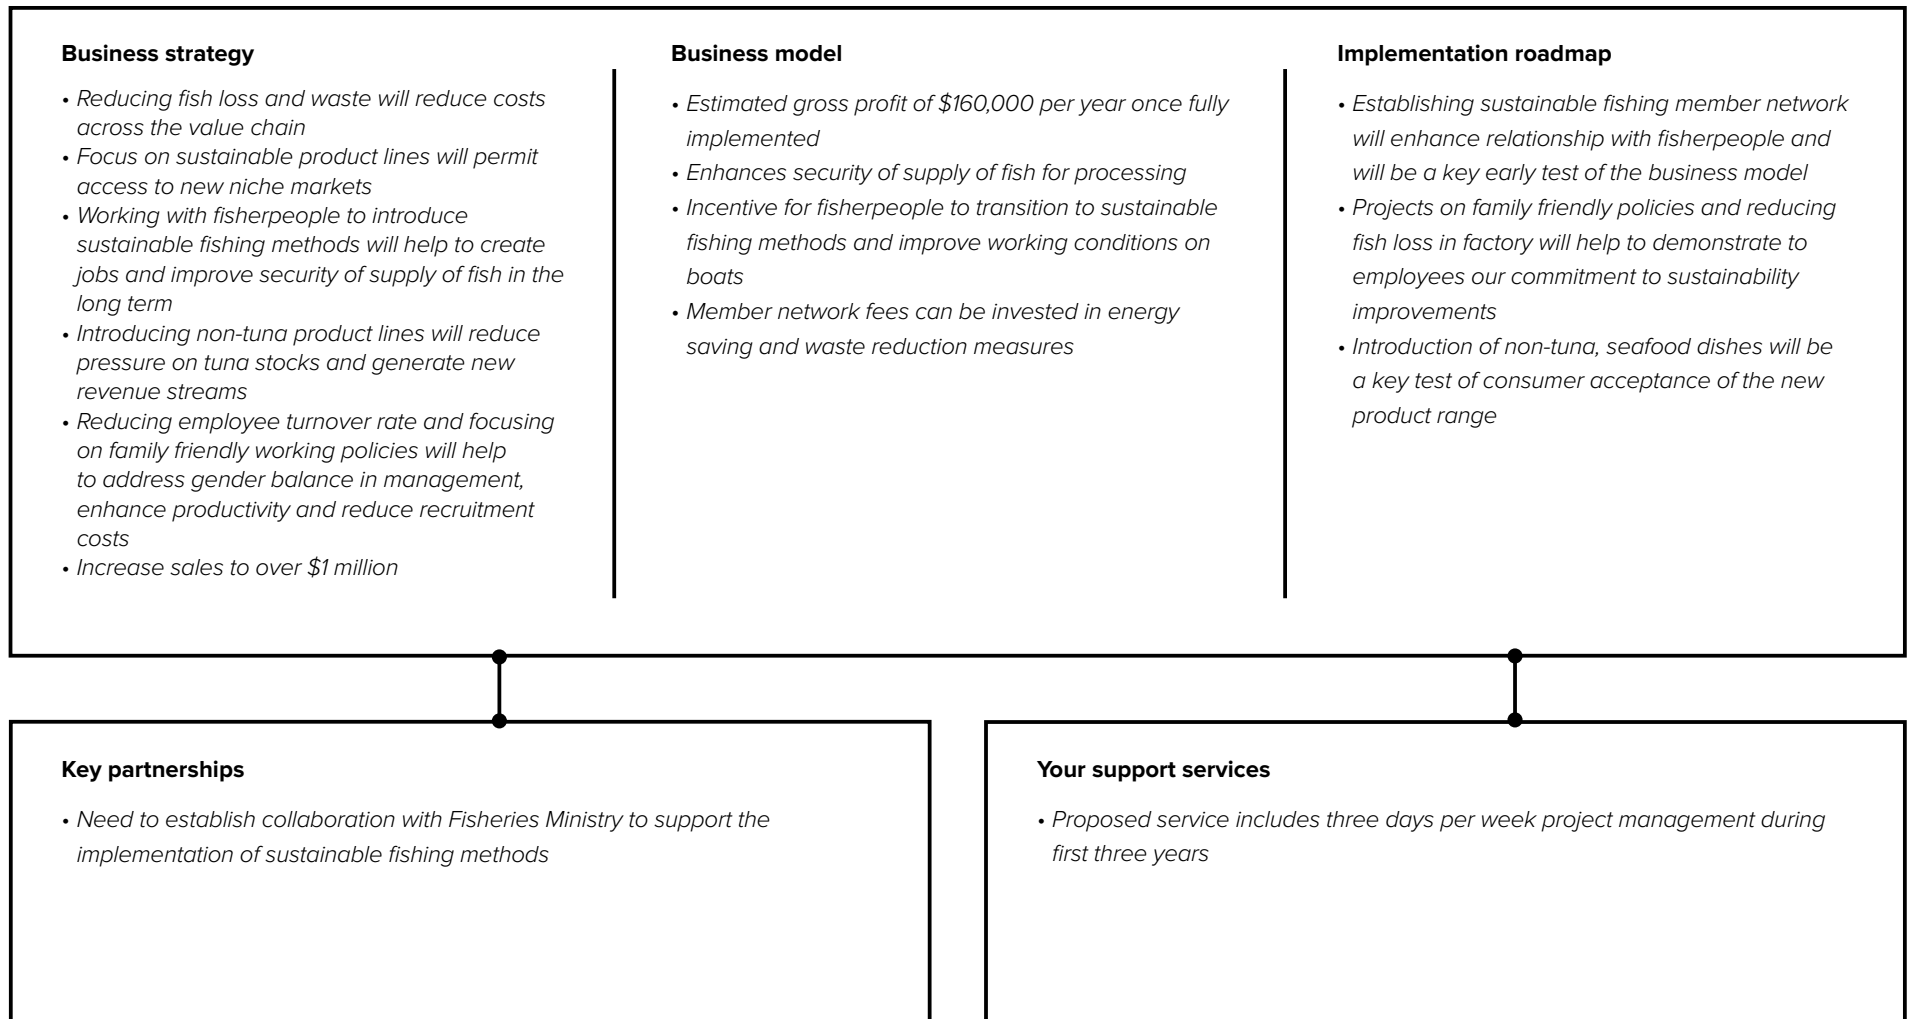 Business strategy
• Reducing fish loss and waste will reduce costs
across the value chain
• Focus on sustainable product lines will permit
access to new niche markets
• Working with fisherpeople to introduce
sustainable fishing methods will help to create
jobs and improve security of supply of fish in the
long term
• Introducing non-tuna product lines will reduce
pressure on tuna stocks and generate new
revenue streams
• Reducing employee turnover rate and focusing
on family friendly working policies will help
to address gender balance in management,
enhance productivity and reduce recruitment
costs
• Increase sales to over $1 million
Business model
• Estimated gross profit of $160,000 per year once fully
implemented
• Enhances security of supply of fish for processing
• Incentive for fisherpeople to transition to sustainable
fishing methods and improve working conditions on
boats
• Member network fees can be invested in energy
saving and waste reduction measures
Implementation roadmap
• Establishing sustainable fishing member network
will enhance relationship with fisherpeople and
will be a key early test of the business model
• Projects on family friendly policies and reducing
fish loss in factory will help to demonstrate to
employees our commitment to sustainability
improvements
• Introduction of non-tuna, seafood dishes will be
a key test of consumer acceptance of the new
product range
Key partnerships
• Need to establish collaboration with Fisheries Ministry to support the
implementation of sustainable fishing methods
Your support services
• Proposed service includes three days per week project management during
first three years